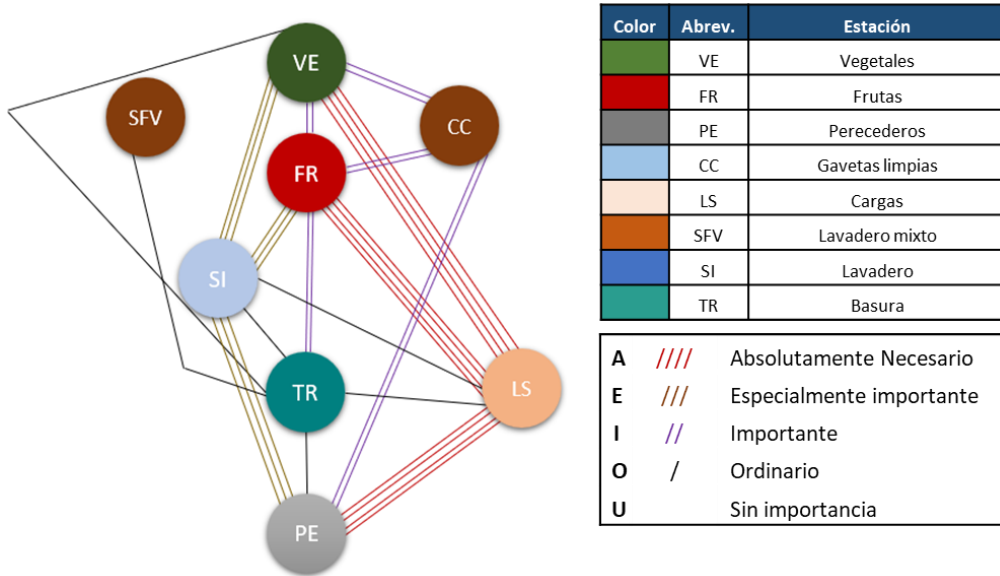 VE
SFV
CC
FR
SI
TR
LS
PE
Color Abrev. Estación
VE Vegetales
FR Frutas
PE Perecederos
CC Gavetas limpias
LS Cargas
SFV Lavadero mixto
SI Lavadero
TR Basura
A //// Absolutamente Necesario
E /// Especialmente importante
I // Importante
O / Ordinario
U Sin importancia